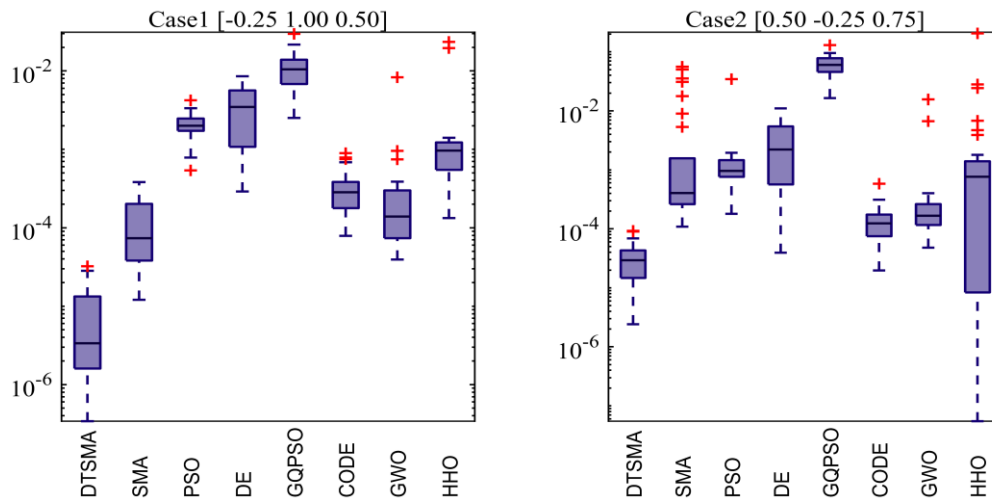 Case1 [-0.25 1.00 0.50]
10^-2
10^-4
10^-6
DTSMA
SMA
PSO
DE
GQPSO
CODE
GWO
HHO
Case2 [0.50 -0.25 0.75]
10^-2
10^-4
10^-6
DTSMA
SMA
PSO
DE
GQPSO
CODE
GWO
HHO